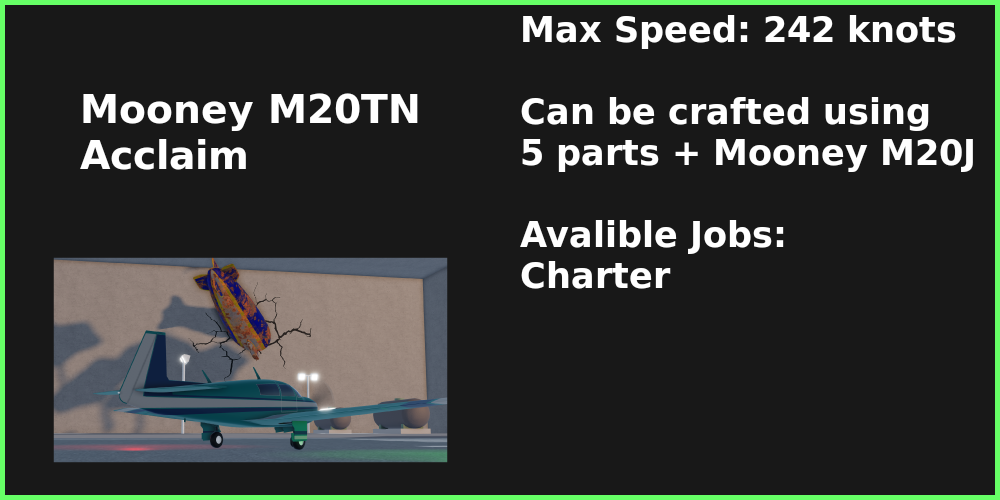 Mooney M20TN
Acclaim
Max Speed: 242 knots
Can be crafted using
5 parts + Mooney M20J
Avalible Jobs:
Charter